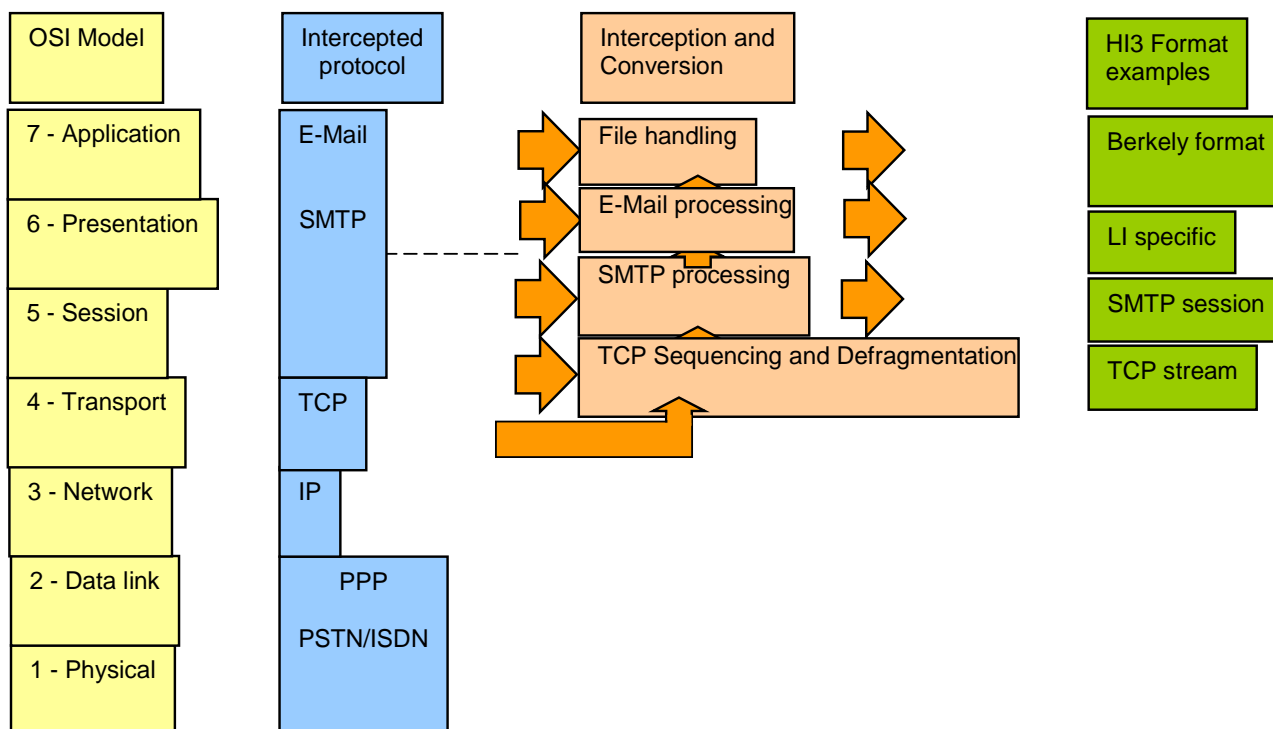 OSI Model
Intercepted
protocol
Interception and
Conversion
HI3 Format
examples
7 - Application
E-Mail
File handling
Berkely format
6 - Presentation
SMTP
E-Mail processing
LI specific
5 - Session
SMTP processing
SMTP session
4 - Transport
TCP
TCP Sequencing and Defragmentation
TCP stream
3 - Network
IP
2 - Data link
PPP
PSTN/ISDN
1 - Physical